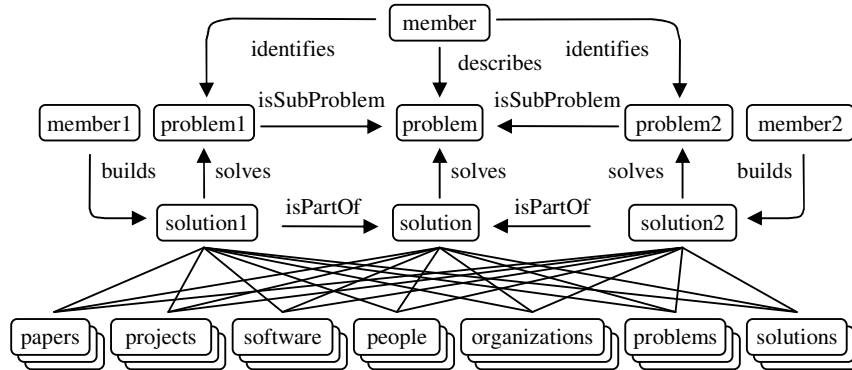 member
identifies
identifies
describes
isSubProblem
isSubProblem
member1
problem1
problem
problem2
member2
builds
solves
solves
solves
builds
isPartOf
isPartOf
solution1
solution
solution2
papers
projects
software
people
organizations
problems
solutions